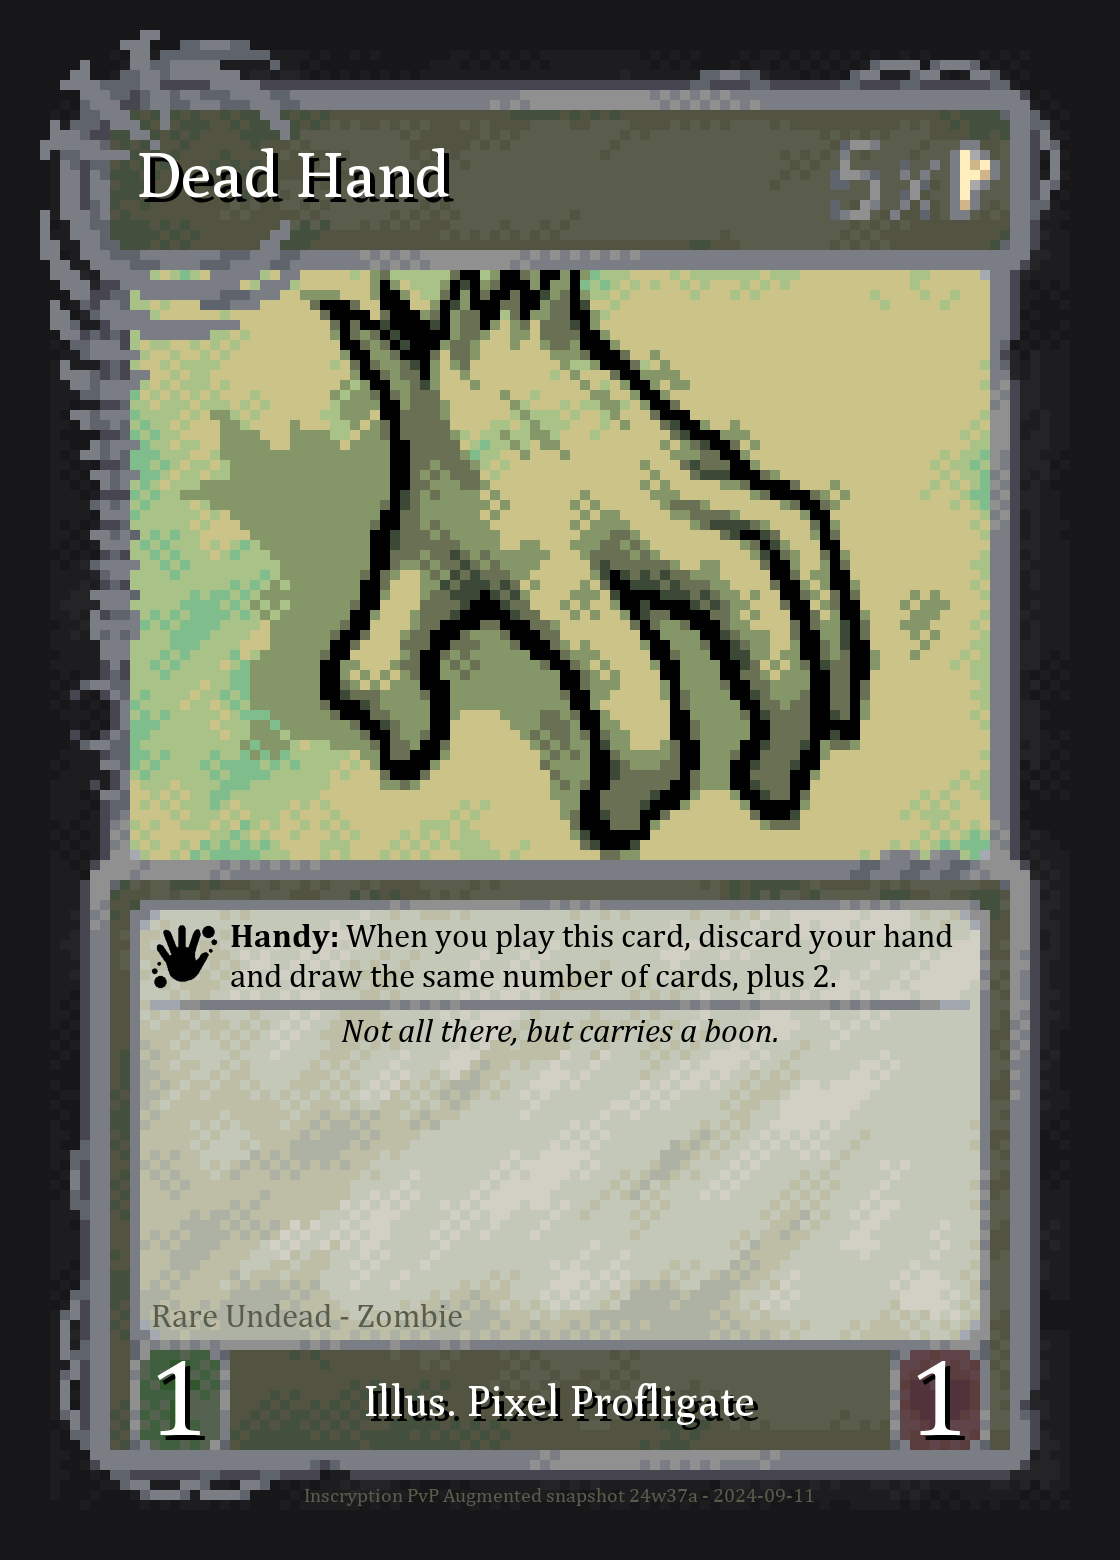 Dead Hand
5x
Handy: When you play this card, discard your hand
and draw the same number of cards, plus 2.
Not all there, but carries a boon.
Rare Undead - Zombie
1
Illus. Pixel Profligate
1
Inscryption PvP Augmented snapshot 24w37a - 2024-09-11